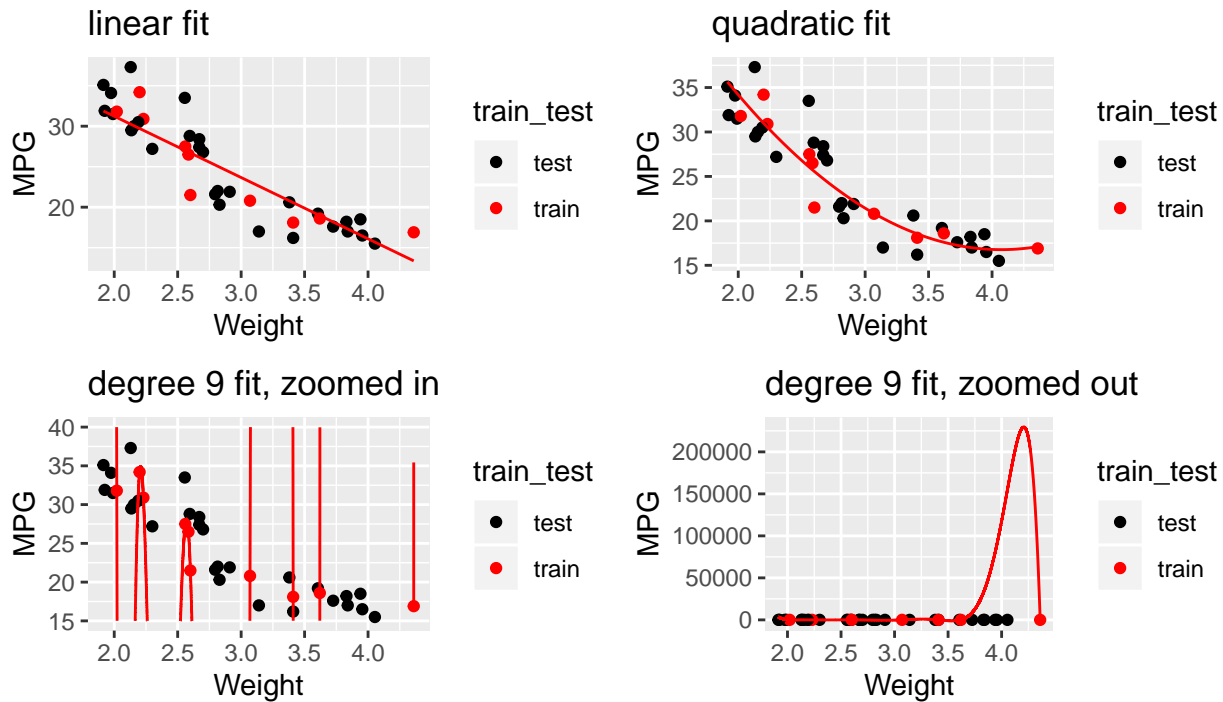 linear fit
MPG
30
20
2.0 2.5 3.0 3.5 4.0
Weight
train_test
test
train
quadratic fit
MPG
35
30
25
20
15
2.0 2.5 3.0 3.5 4.0
Weight
train_test
test
train
degree 9 fit, zoomed in
MPG
40
35
30
25
20
15
2.0 2.5 3.0 3.5 4.0
Weight
train_test
test
train
degree 9 fit, zoomed out
MPG
200000
150000
100000
50000
0
2.0 2.5 3.0 3.5 4.0
Weight
train_test
test
train